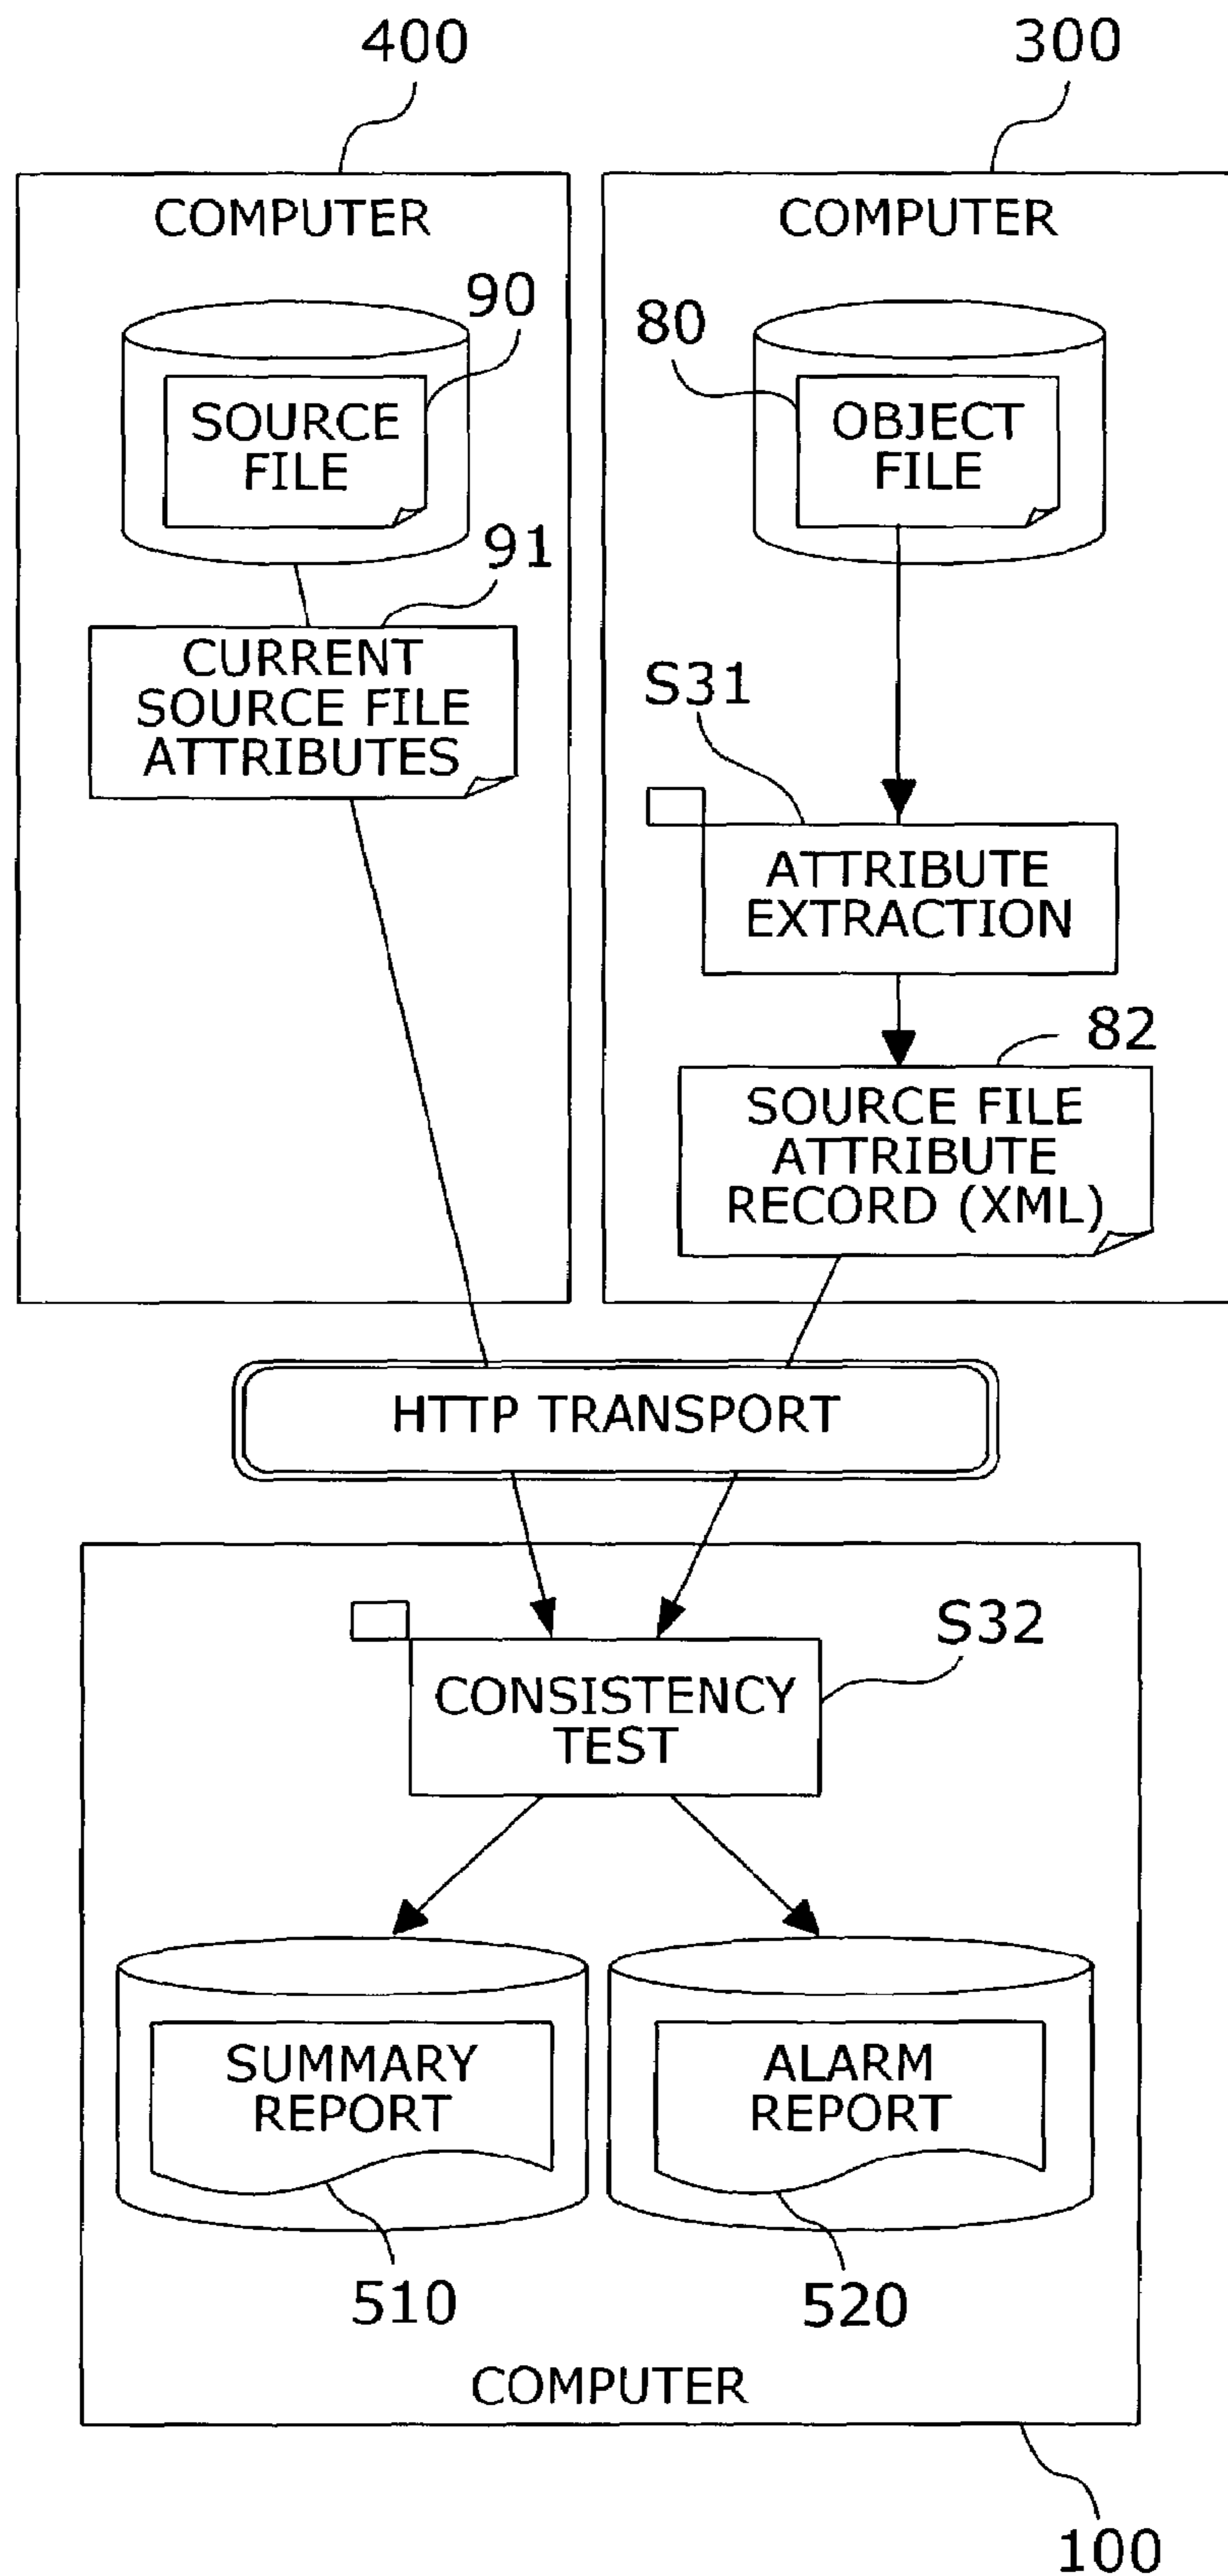 400
300
COMPUTER
COMPUTER
90
80
SOURCE
FILE
OBJECT
FILE
91
CURRENT
SOURCE FILE
ATTRIBUTES
S31
ATTRIBUTE
EXTRACTION
82
SOURCE FILE
ATTRIBUTE
RECORD (XML)
HTTP TRANSPORT
S32
CONSISTENCY
TEST
SUMMARY
REPORT
ALARM
REPORT
510
520
COMPUTER
100